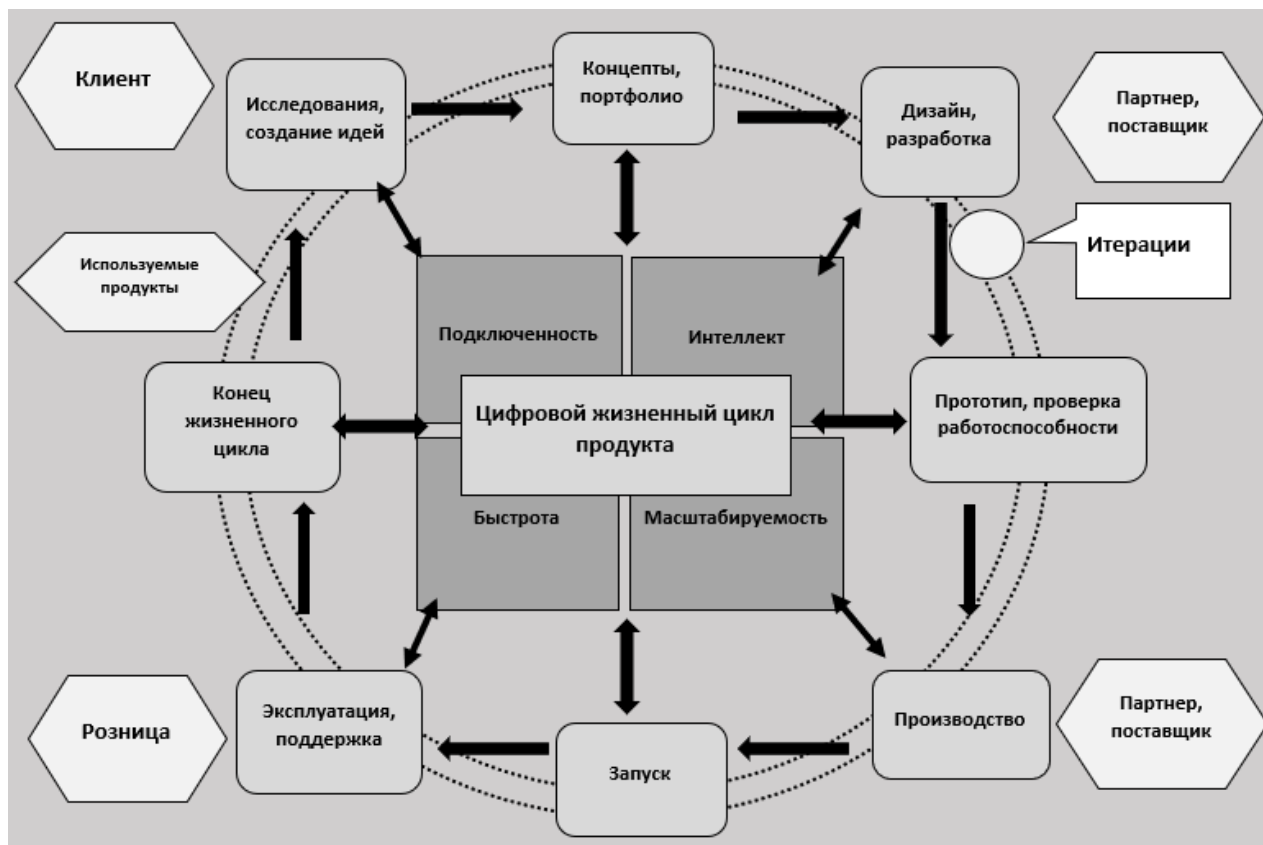 Клиент
Исследования,
создание идей
Концепты,
портфолио
Дизайн,
разработка
Партнер,
поставщик
Используемые
продукты
Итерации
Подключенность
Интеллект
Конец
жизненного
цикла
Цифровой жизненный цикл
продукта
Прототип, проверка
работоспособности
Быстрота
Масштабируемость
Розница
Эксплуатация,
поддержка
Запуск
Производство
Партнер,
поставщик